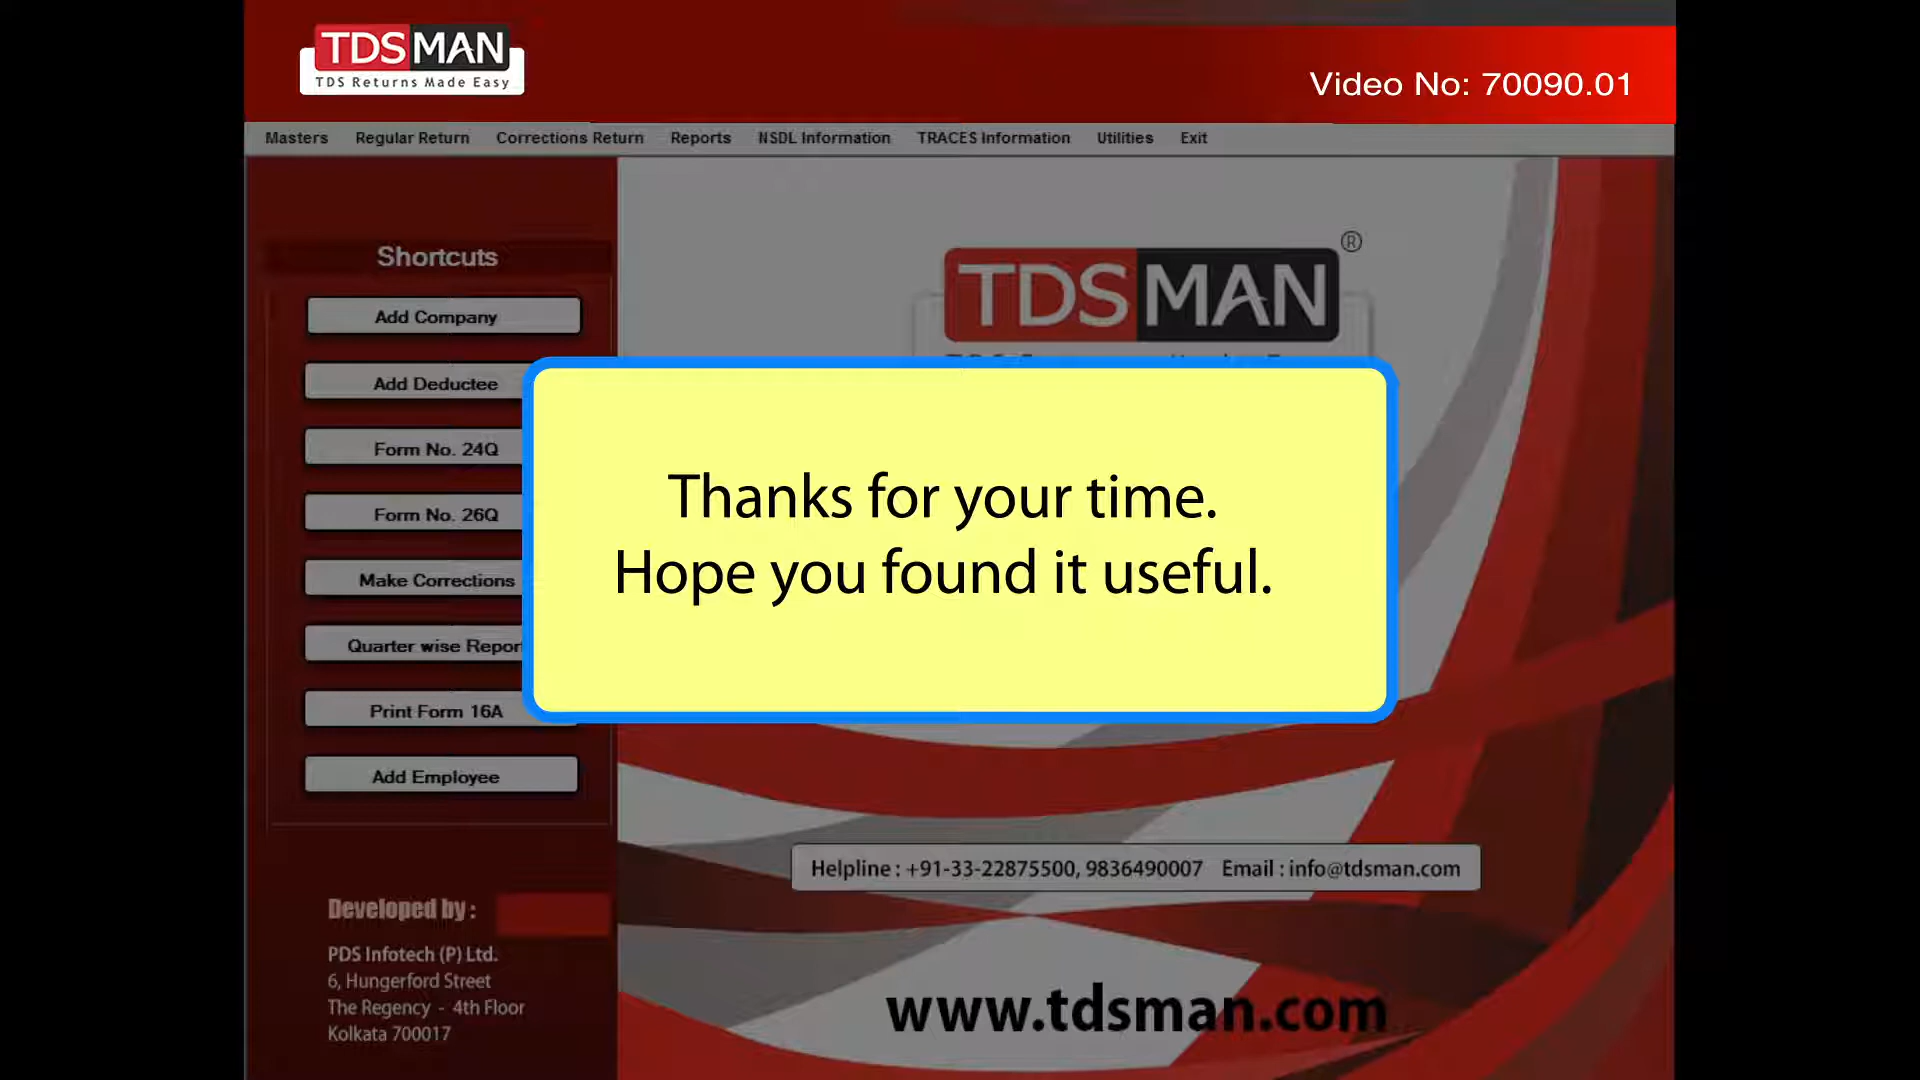 TDSMAN
TDS Returns Made Easy
Video No: 70090.01
Masters Regular Return Corrections Return Reports NSDL Information TRACES Information Utilities Exit
Shortcuts
Add Company
Add Deductee
Form No. 24Q
Form No. 26Q
Make Corrections
Quarter wise Report
Print Form 16A
Add Employee
TDSMAN ®
Thanks for your time.
Hope you found it useful.
Helpline : +91-33-22875500, 9836490007 Email : info@tdsman.com
Developed by :
PDS Infotech (P) Ltd.
6, Hungerford Street
The Regency - 4th Floor
Kolkata 700017
www.tdsman.com